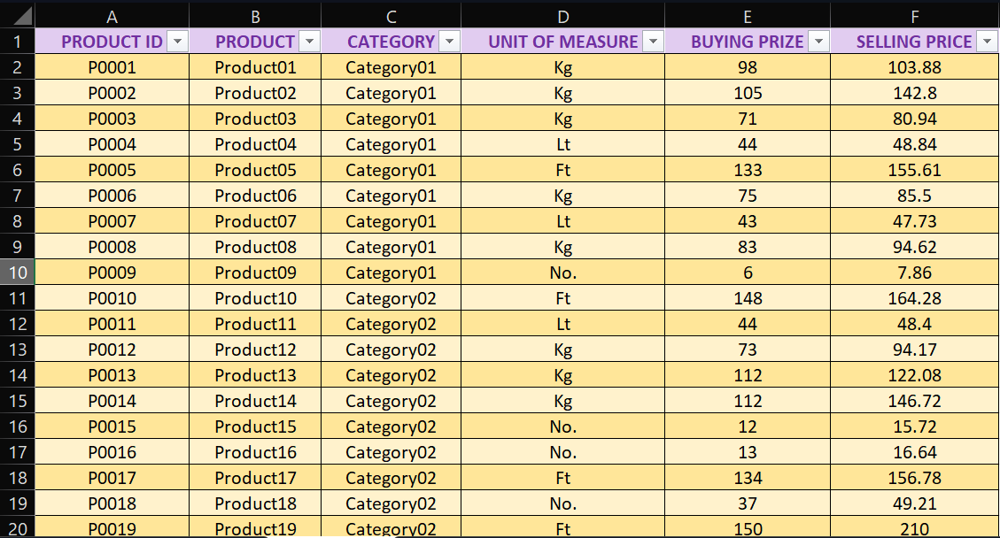 A B C D E F
1 PRODUCT ID PRODUCT CATEGORY UNIT OF MEASURE BUYING PRIZE SELLING PRICE
2 P0001 Product01 Category01 Kg 98 103.88
3 P0002 Product02 Category01 Kg 105 142.8
4 P0003 Product03 Category01 Kg 71 80.94
5 P0004 Product04 Category01 Lt 44 48.84
6 P0005 Product05 Category01 Ft 133 155.61
7 P0006 Product06 Category01 Kg 75 85.5
8 P0007 Product07 Category01 Lt 43 47.73
9 P0008 Product08 Category01 Kg 83 94.62
10 P0009 Product09 Category01 No. 6 7.86
11 P0010 Product10 Category02 Ft 148 164.28
12 P0011 Product11 Category02 Lt 44 48.4
13 P0012 Product12 Category02 Kg 73 94.17
14 P0013 Product13 Category02 Kg 112 122.08
15 P0014 Product14 Category02 Kg 112 146.72
16 P0015 Product15 Category02 No. 12 15.72
17 P0016 Product16 Category02 No. 13 16.64
18 P0017 Product17 Category02 Ft 134 156.78
19 P0018 Product18 Category02 No. 37 49.21
20 P0019 Product19 Category02 Ft 150 210